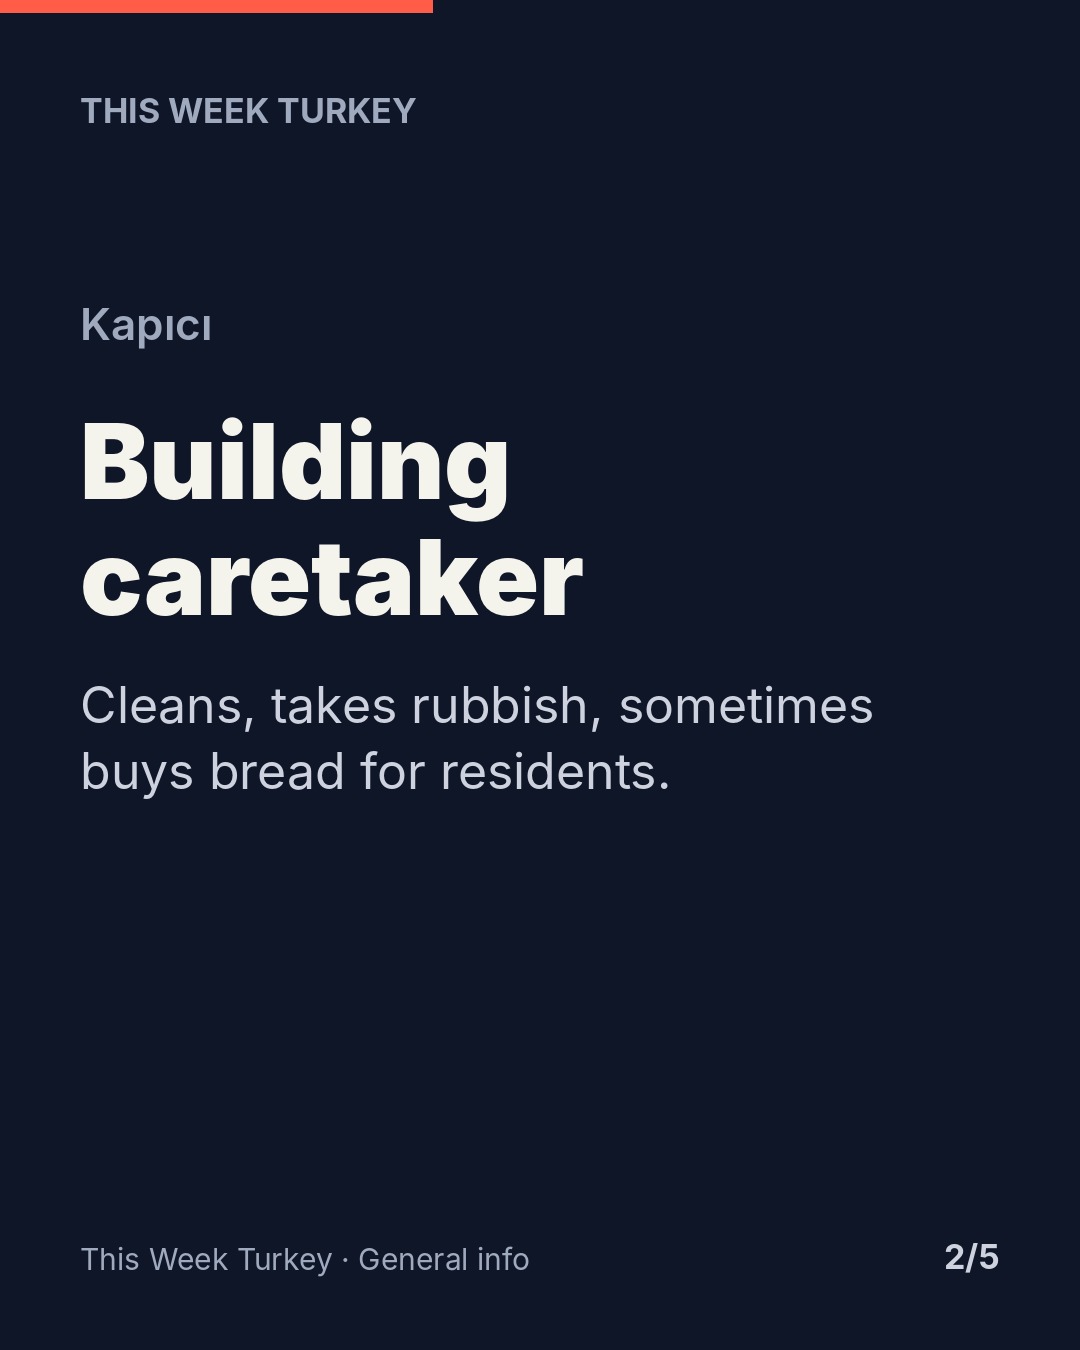 THIS WEEK TURKEY
Kapıcı
Building
caretaker
Cleans, takes rubbish, sometimes
buys bread for residents.
This Week Turkey · General info
2/5